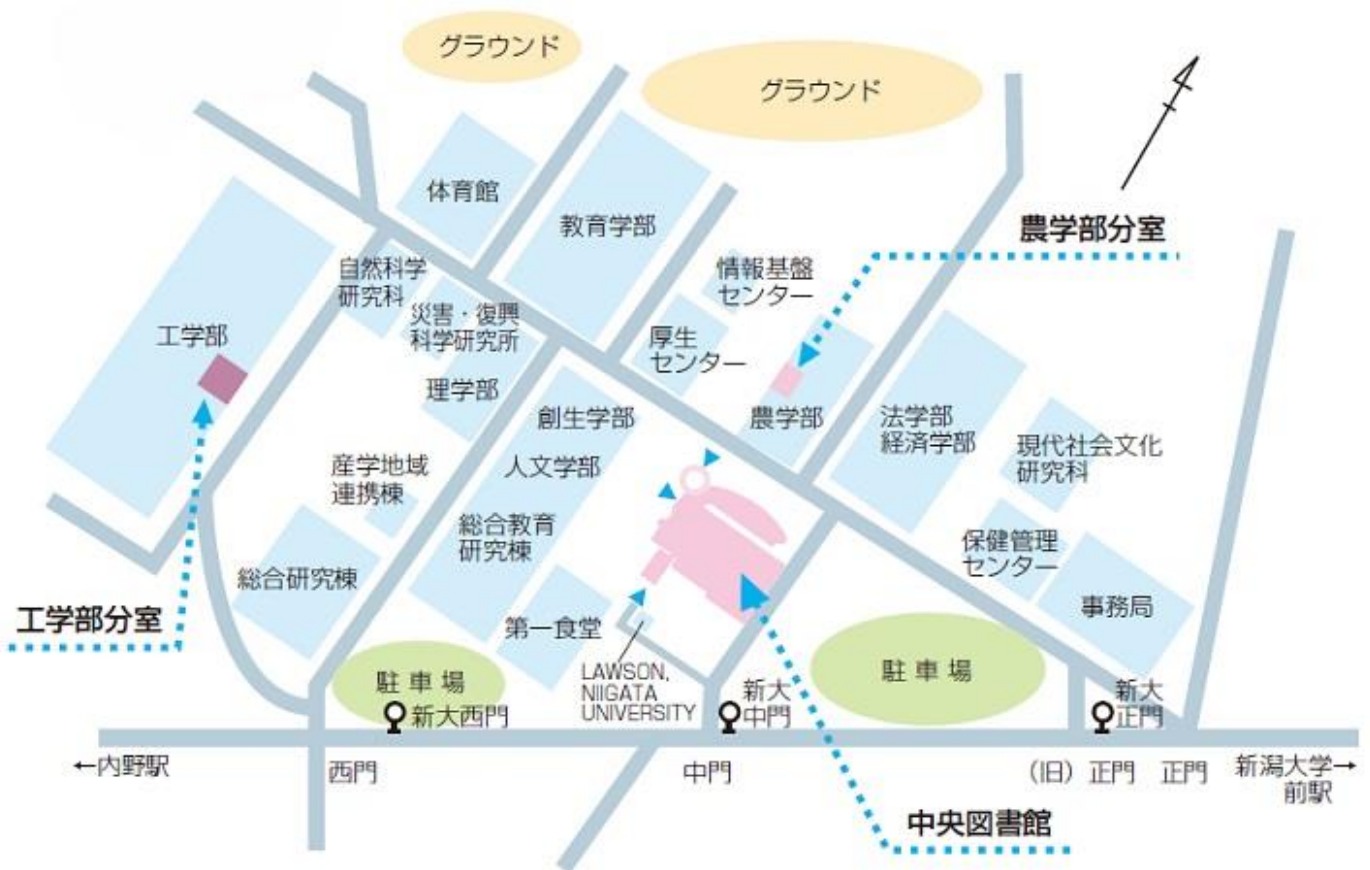 グラウンド
グラウンド
体育館
教育学部
農学部分室
自然科学
研究科
情報基盤
センター
災害・復興
科学研究所
工学部
厚生
センター
理学部
創生学部
農学部
法学部
経済学部
現代社会文化
研究科
人文学部
産学地域
連携棟
総合教育
研究棟
保健管理
センター
総合研究棟
事務局
工学部分室
第一食堂
駐車場
駐車場
LAWSON,
NIIGATA
UNIVERSITY
新大西門
新大
中門
新大
正門
←内野駅
西門
中門
(旧)正門
正門
新潟大学→
前駅
中央図書館